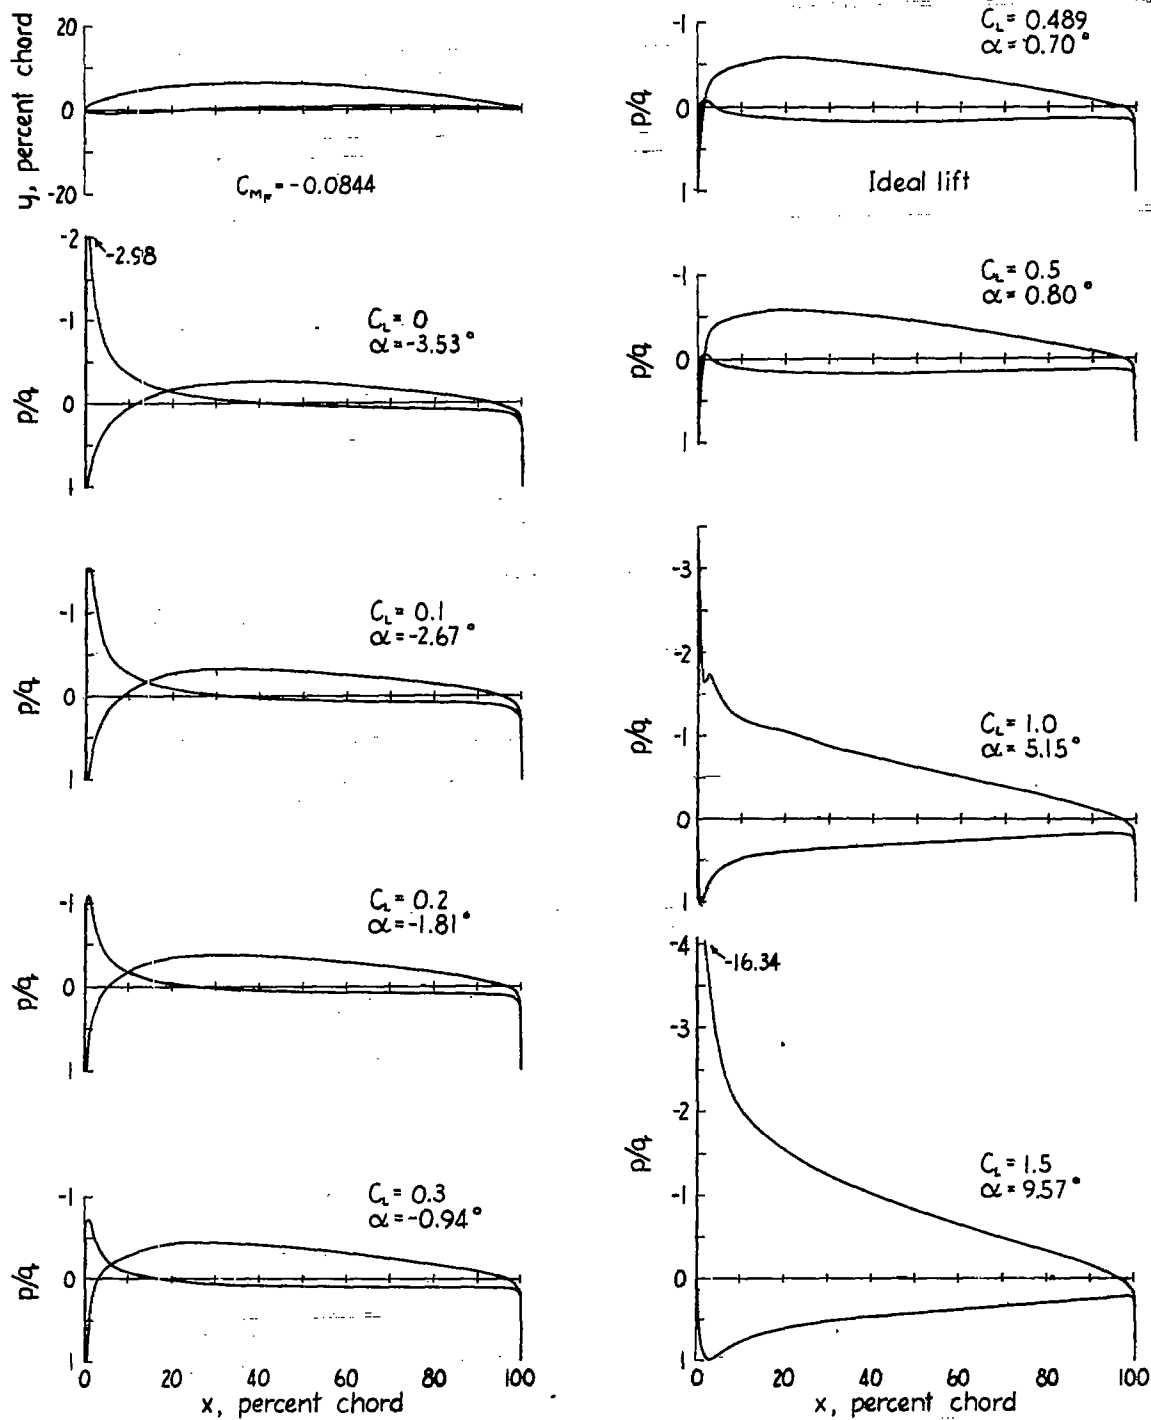 y, percent chord
20
0
-20
C_MF = -0.0844
p/q
-2
-1
0
1
-2.98
C_L = 0
α = -3.53°
p/q
-1
0
1
C_L = 0.1
α = -2.67°
p/q
-1
0
1
C_L = 0.2
α = -1.81°
p/q
-1
0
1
C_L = 0.3
α = -0.94°
0 20 40 60 80 100
x, percent chord
p/q
-1
0
1
C_L = 0.489
α = 0.70°
Ideal lift
p/q
-1
0
1
C_L = 0.5
α = 0.80°
p/q
-3
-2
-1
0
1
C_L = 1.0
α = 5.15°
p/q
-4
-3
-2
-1
0
1
-16.34
C_L = 1.5
α = 9.57°
0 20 40 60 80 100
x, percent chord